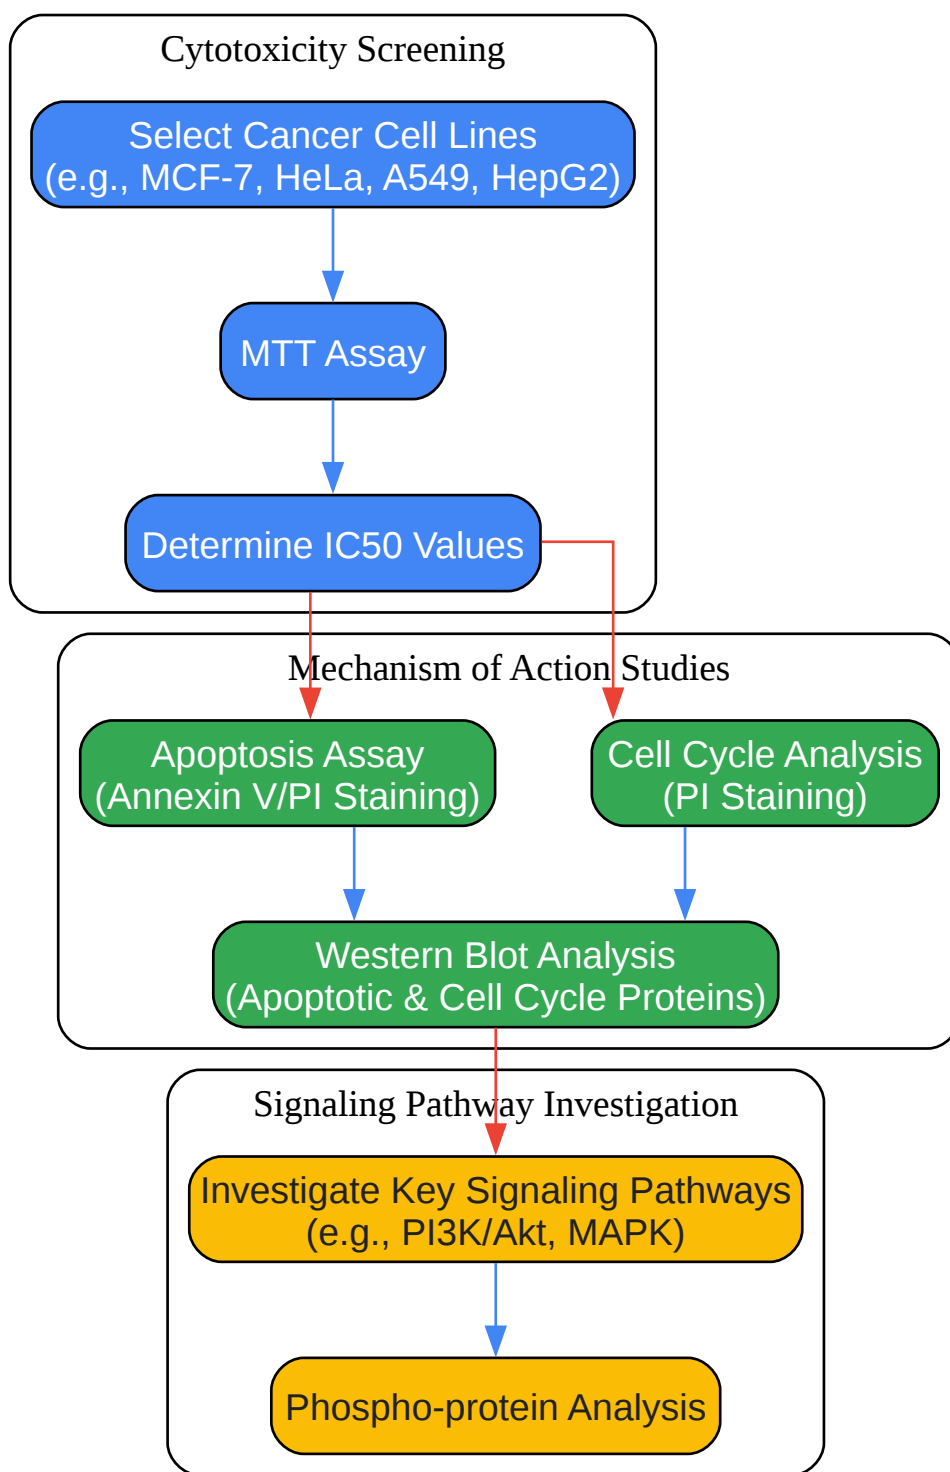 Cytotoxicity Screening
Select Cancer Cell Lines
(e.g., MCF-7, HeLa, A549, HepG2)
MTT Assay
Determine IC50 Values
Mechanism of Action Studies
Apoptosis Assay
(Annexin V/PI Staining)
Cell Cycle Analysis
(PI Staining)
Western Blot Analysis
(Apoptotic & Cell Cycle Proteins)
Signaling Pathway Investigation
Investigate Key Signaling Pathways
(e.g., PI3K/Akt, MAPK)
Phospho-protein Analysis